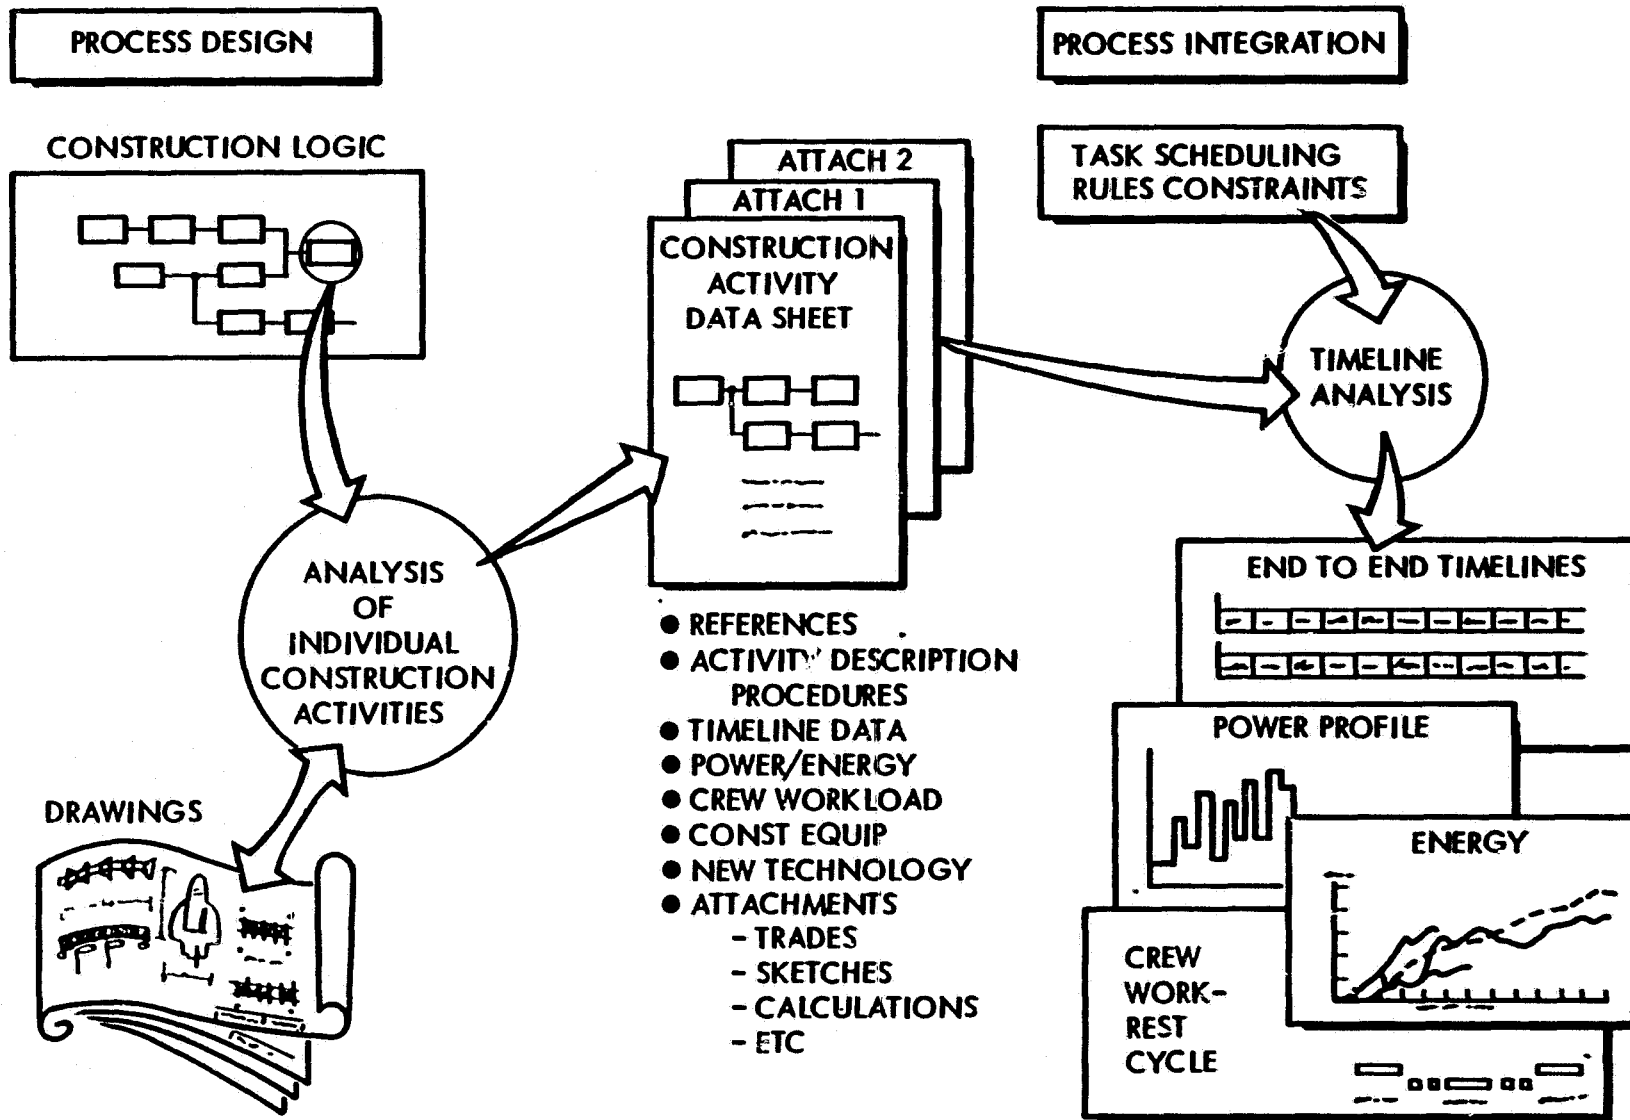 PROCESS DESIGN
CONSTRUCTION LOGIC
ANALYSIS
OF
INDIVIDUAL
CONSTRUCTION
ACTIVITIES
DRAWINGS
ATTACH 2
ATTACH 1
CONSTRUCTION
ACTIVITY
DATA SHEET
● REFERENCES
● ACTIVITY DESCRIPTION
PROCEDURES
● TIMELINE DATA
● POWER/ENERGY
● CREW WORKLOAD
● CONST EQUIP
● NEW TECHNOLOGY
● ATTACHMENTS
- TRADES
- SKETCHES
- CALCULATIONS
- ETC
PROCESS INTEGRATION
TASK SCHEDULING
RULES CONSTRAINTS
TIMELINE
ANALYSIS
END TO END TIMELINES
POWER PROFILE
ENERGY
CREW
WORK-
REST
CYCLE